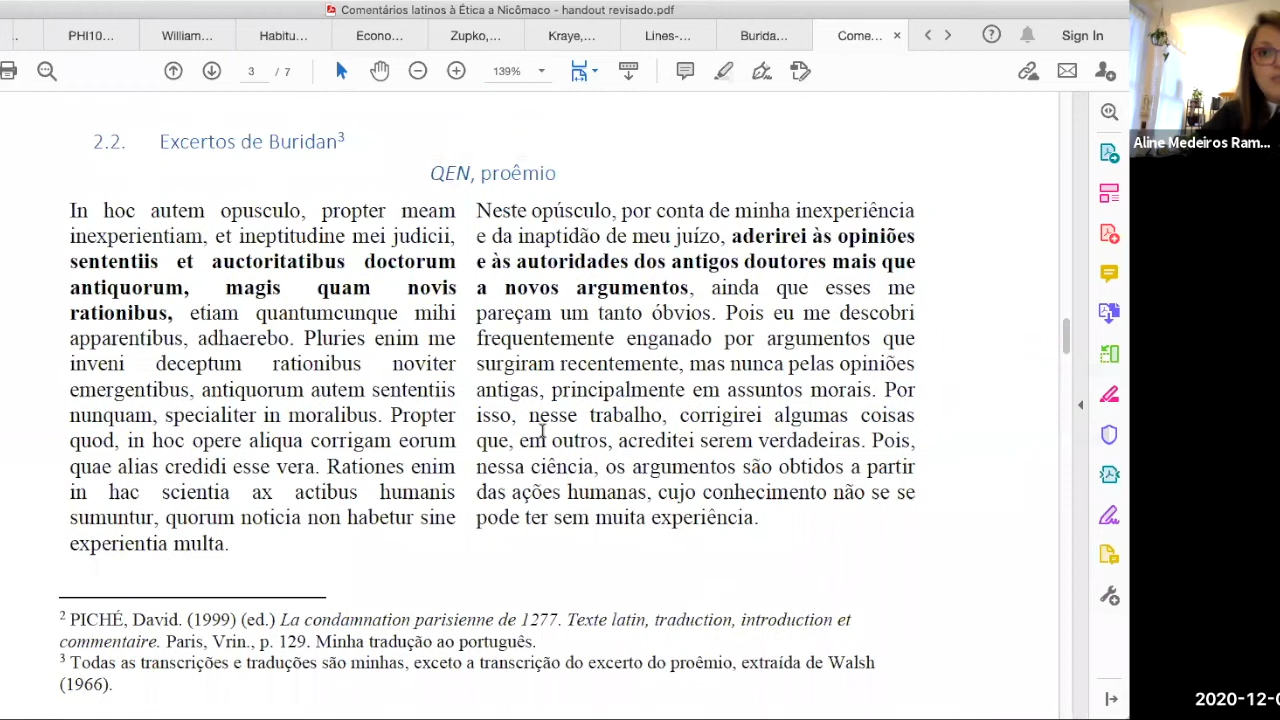 Comentários latinos à Ética a Nicômaco - handout revisado.pdf
PHI10...
William...
Habitu...
Econo...
Zupko,...
Kraye,...
Lines-...
Burida...
Come...
Sign In
3 / 7
139%
Aline Medeiros Ram...
2.2. Excertos de Buridan3
QEN, proêmio
In hoc autem opusculo, propter meam
inexperientiam, et ineptitudine mei judicii,
sententiis et auctoritatibus doctorum
antiquorum, magis quam novis
rationibus, etiam quantumcunque mihi
apparentibus, adhaerebo. Pluries enim me
inveni deceptum rationibus noviter
emergentibus, antiquorum autem sententiis
nunquam, specialiter in moralibus. Propter
quod, in hoc opere aliqua corrigam eorum
quae alias credidi esse vera. Rationes enim
in hac scientia ax actibus humanis
sumuntur, quorum noticia non habetur sine
experientia multa.
Neste opúsculo, por conta de minha inexperiência
e da inaptidão de meu juízo, aderirei às opiniões
e às autoridades dos antigos doutores mais que
a novos argumentos, ainda que esses me
pareçam um tanto óbvios. Pois eu me descobri
frequentemente enganado por argumentos que
surgiram recentemente, mas nunca pelas opiniões
antigas, principalmente em assuntos morais. Por
isso, nesse trabalho, corrigirei algumas coisas
que, em outros, acreditei serem verdadeiras. Pois,
nessa ciência, os argumentos são obtidos a partir
das ações humanas, cujo conhecimento não se se
pode ter sem muita experiência.
2 PICHÉ, David. (1999) (ed.) La condamnation parisienne de 1277. Texte latin, traduction, introduction et
commentaire. Paris, Vrin., p. 129. Minha tradução ao português.
3 Todas as transcrições e traduções são minhas, exceto a transcrição do excerto do proêmio, extraída de Walsh
(1966).
2020-12-0